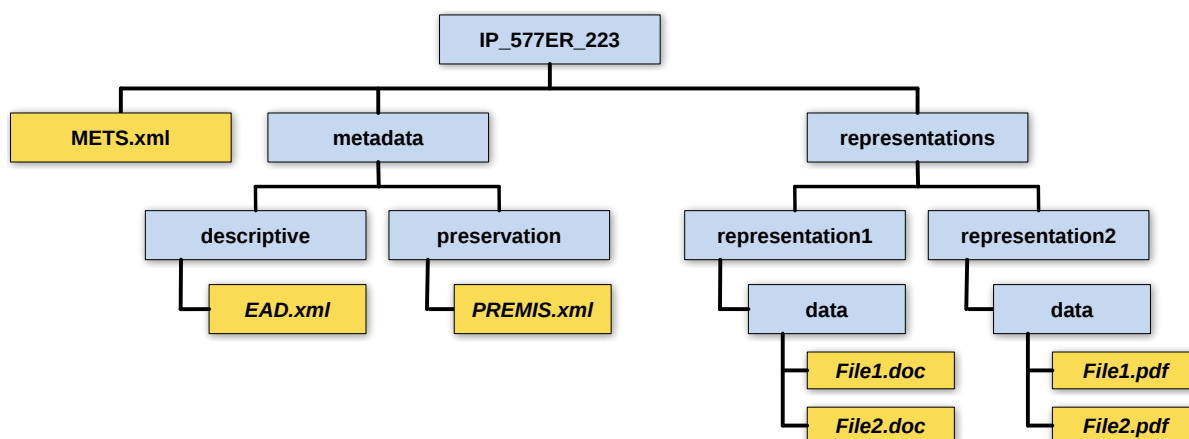 IP_577ER_223
METS.xml
metadata
representations
descriptive
preservation
representation1
representation2
EAD.xml
PREMIS.xml
data
data
File1.doc
File1.pdf
File2.doc
File2.pdf